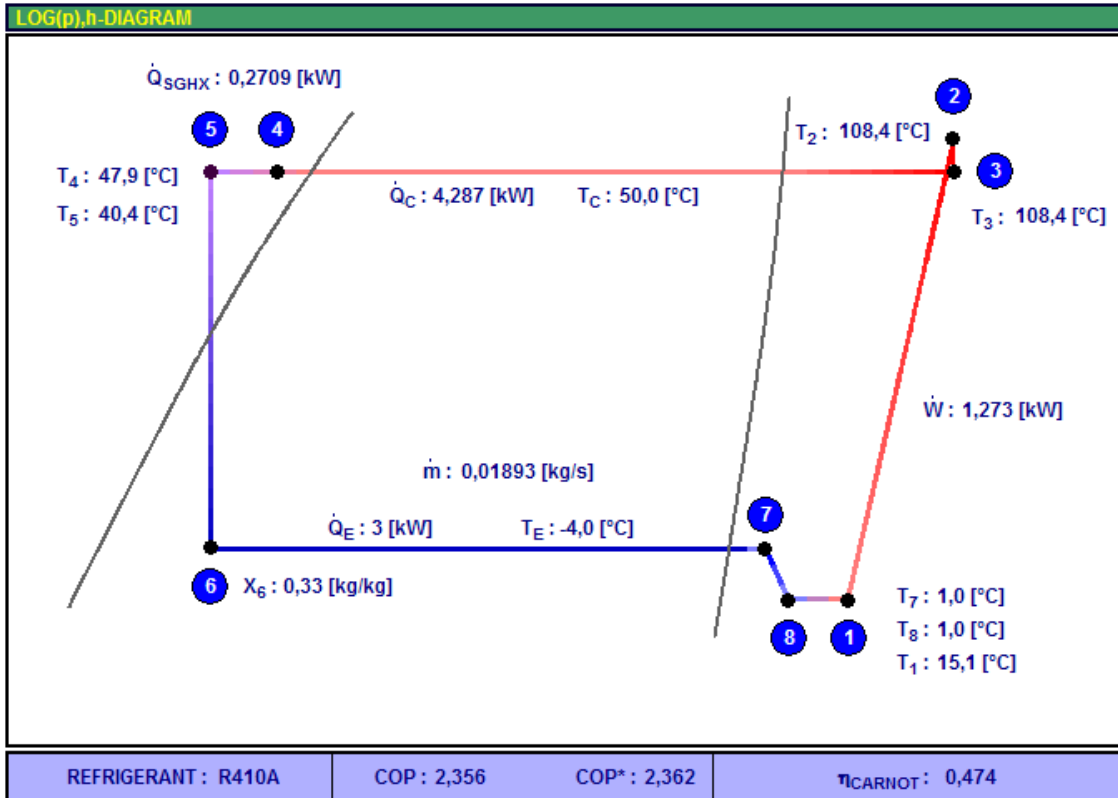 LOG(p),h-DIAGRAM
Q̇SGHX : 0,2709 [kW]
5 4 2
T2 : 108,4 [°C]
3
T4 : 47,9 [°C]
Q̇C : 4,287 [kW] TC : 50,0 [°C]
T5 : 40,4 [°C]
T3 : 108,4 [°C]
Ẇ : 1,273 [kW]
ṁ : 0,01893 [kg/s]
7
Q̇E : 3 [kW] TE : -4,0 [°C]
6 X6 : 0,33 [kg/kg]
T7 : 1,0 [°C]
8 1 T8 : 1,0 [°C]
T1 : 15,1 [°C]
REFRIGERANT : R410A COP : 2,356 COP* : 2,362 ηCARNOT : 0,474